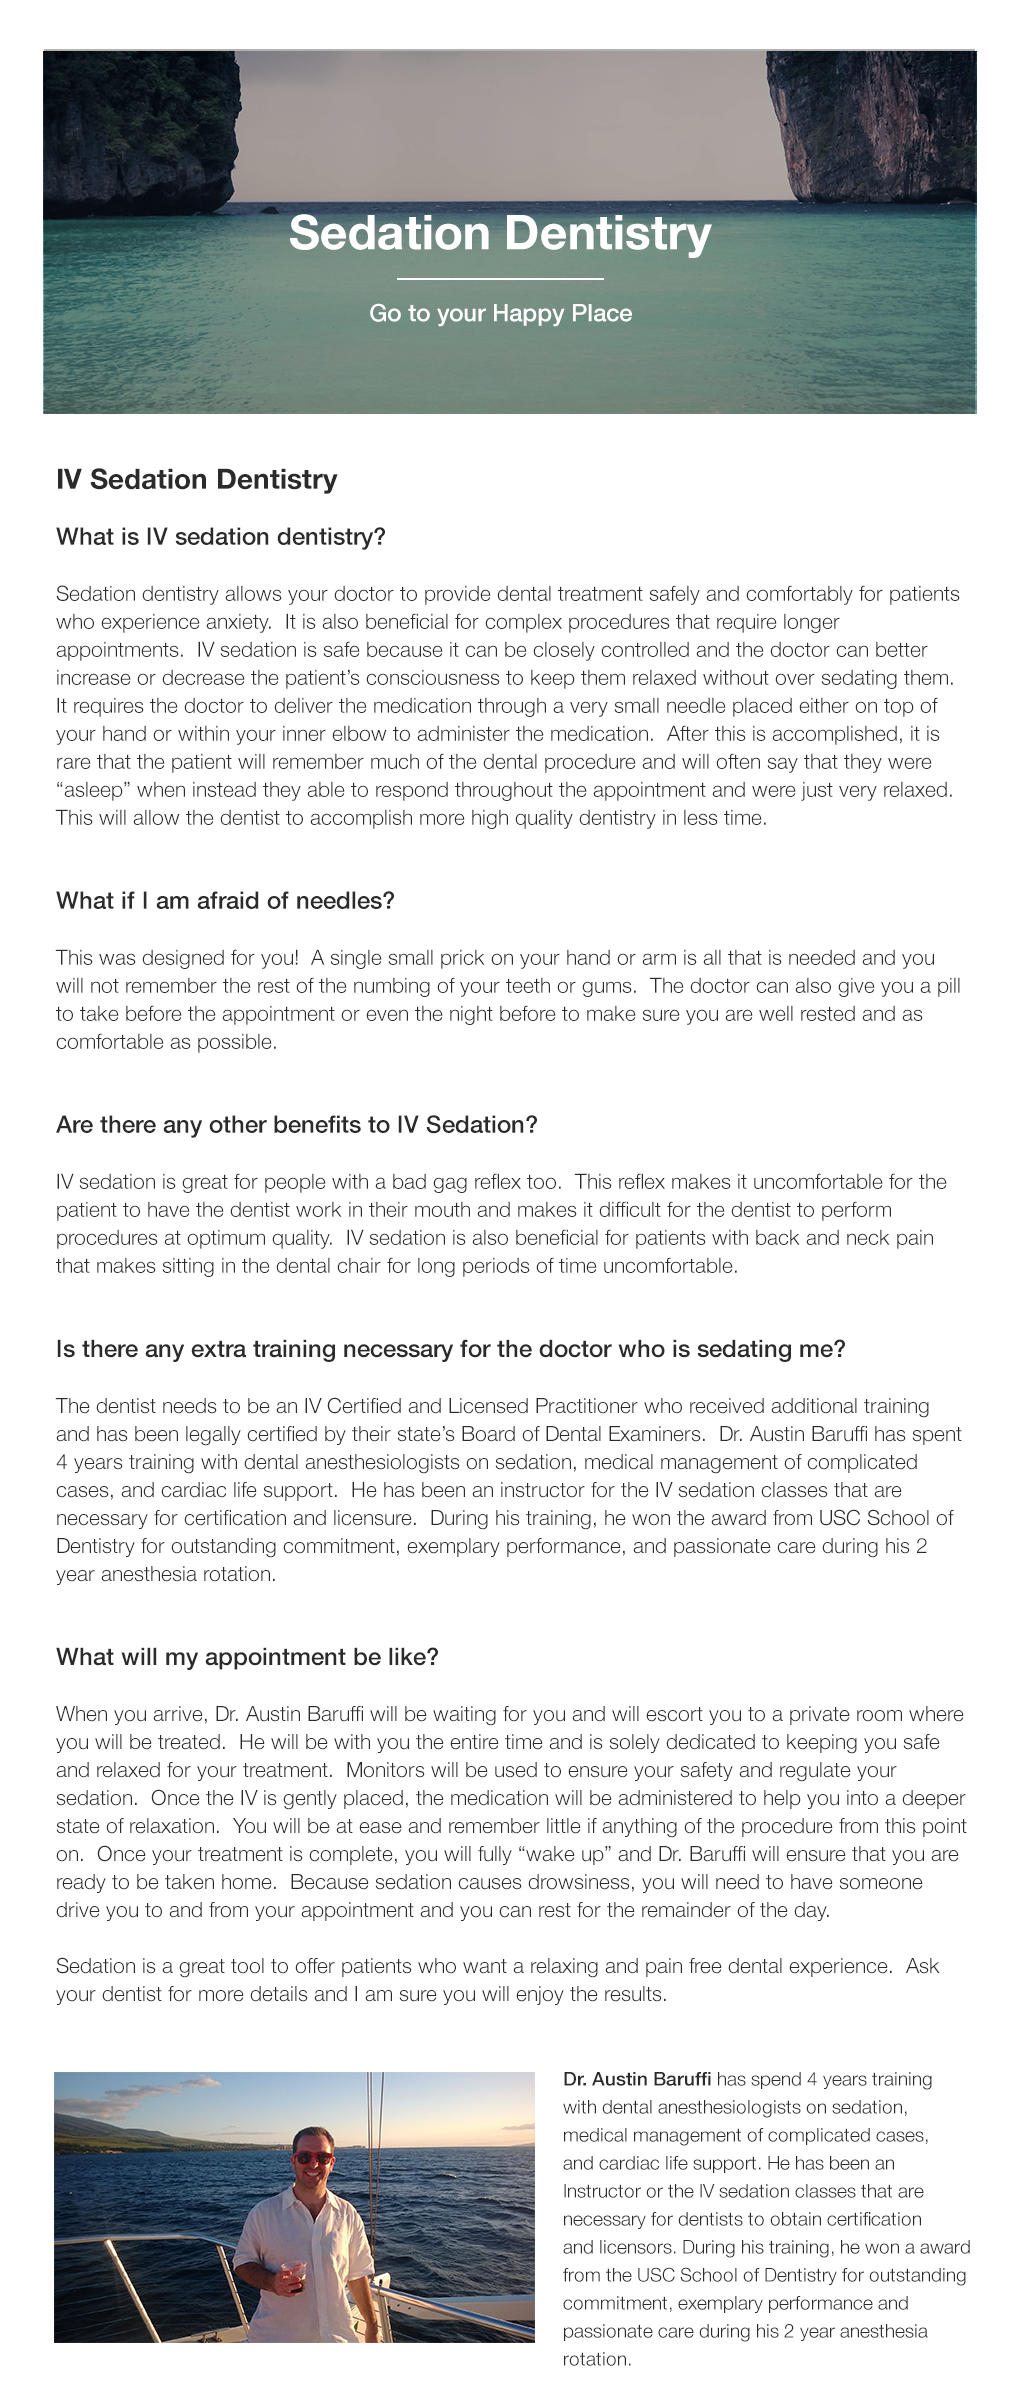 Sedation Dentistry
Go to your Happy Place
IV Sedation Dentistry
What is IV sedation dentistry?
Sedation dentistry allows your doctor to provide dental treatment safely and comfortably for patients
who experience anxiety.  It is also beneficial for complex procedures that require longer
appointments.  IV sedation is safe because it can be closely controlled and the doctor can better
increase or decrease the patient’s consciousness to keep them relaxed without over sedating them.
It requires the doctor to deliver the medication through a very small needle placed either on top of
your hand or within your inner elbow to administer the medication.  After this is accomplished, it is
rare that the patient will remember much of the dental procedure and will often say that they were
“asleep” when instead they able to respond throughout the appointment and were just very relaxed.
This will allow the dentist to accomplish more high quality dentistry in less time.
What if I am afraid of needles?
This was designed for you!  A single small prick on your hand or arm is all that is needed and you
will not remember the rest of the numbing of your teeth or gums.  The doctor can also give you a pill
to take before the appointment or even the night before to make sure you are well rested and as
comfortable as possible.
Are there any other benefits to IV Sedation?
IV sedation is great for people with a bad gag reflex too.  This reflex makes it uncomfortable for the
patient to have the dentist work in their mouth and makes it difficult for the dentist to perform
procedures at optimum quality.  IV sedation is also beneficial for patients with back and neck pain
that makes sitting in the dental chair for long periods of time uncomfortable.
Is there any extra training necessary for the doctor who is sedating me?
The dentist needs to be an IV Certified and Licensed Practitioner who received additional training
and has been legally certified by their state’s Board of Dental Examiners.  Dr. Austin Baruffi has spent
4 years training with dental anesthesiologists on sedation, medical management of complicated
cases, and cardiac life support.  He has been an instructor for the IV sedation classes that are
necessary for certification and licensure.  During his training, he won the award from USC School of
Dentistry for outstanding commitment, exemplary performance, and passionate care during his 2
year anesthesia rotation.
What will my appointment be like?
When you arrive, Dr. Austin Baruffi will be waiting for you and will escort you to a private room where
you will be treated.  He will be with you the entire time and is solely dedicated to keeping you safe
and relaxed for your treatment.  Monitors will be used to ensure your safety and regulate your
sedation.  Once the IV is gently placed, the medication will be administered to help you into a deeper
state of relaxation.  You will be at ease and remember little if anything of the procedure from this point
on.  Once your treatment is complete, you will fully “wake up” and Dr. Baruffi will ensure that you are
ready to be taken home.  Because sedation causes drowsiness, you will need to have someone
drive you to and from your appointment and you can rest for the remainder of the day.
Sedation is a great tool to offer patients who want a relaxing and pain free dental experience.  Ask
your dentist for more details and I am sure you will enjoy the results.
Dr. Austin Baruffi has spend 4 years training
with dental anesthesiologists on sedation,
medical management of complicated cases,
and cardiac life support. He has been an
Instructor or the IV sedation classes that are
necessary for dentists to obtain certification
and licensors. During his training, he won a award
from the USC School of Dentistry for outstanding
commitment, exemplary performance and
passionate care during his 2 year anesthesia
rotation.